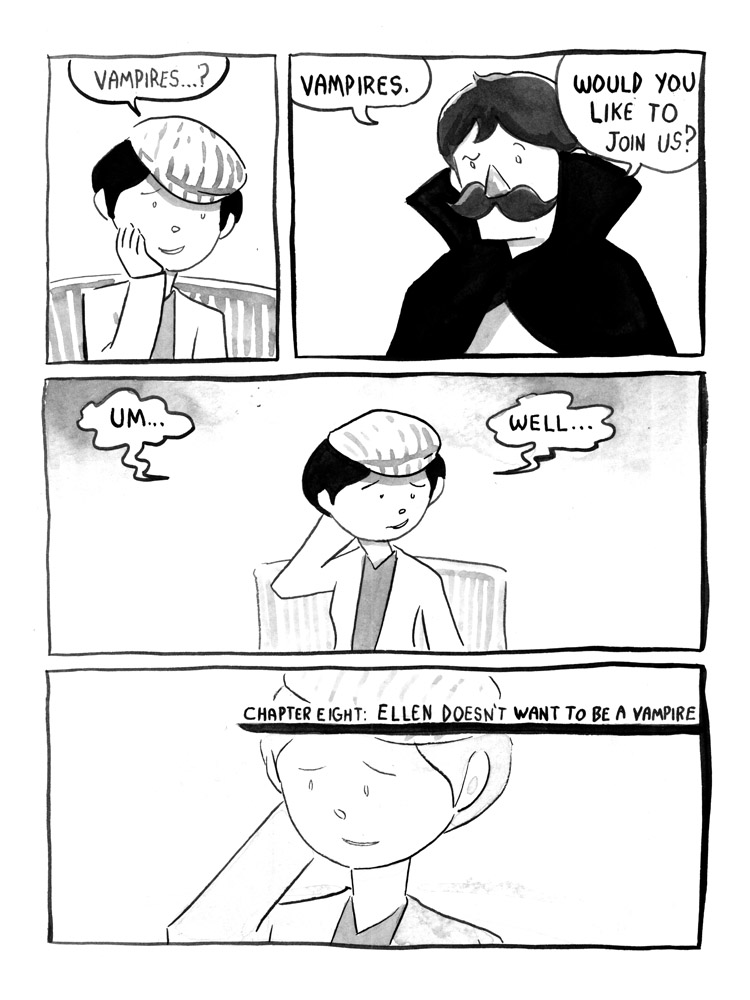 VAMPIRES...?
VAMPIRES.
WOULD YOU
LIKE TO
JOIN US?
UM...
WELL...
CHAPTER EIGHT: ELLEN DOESN'T WANT TO BE A VAMPIRE